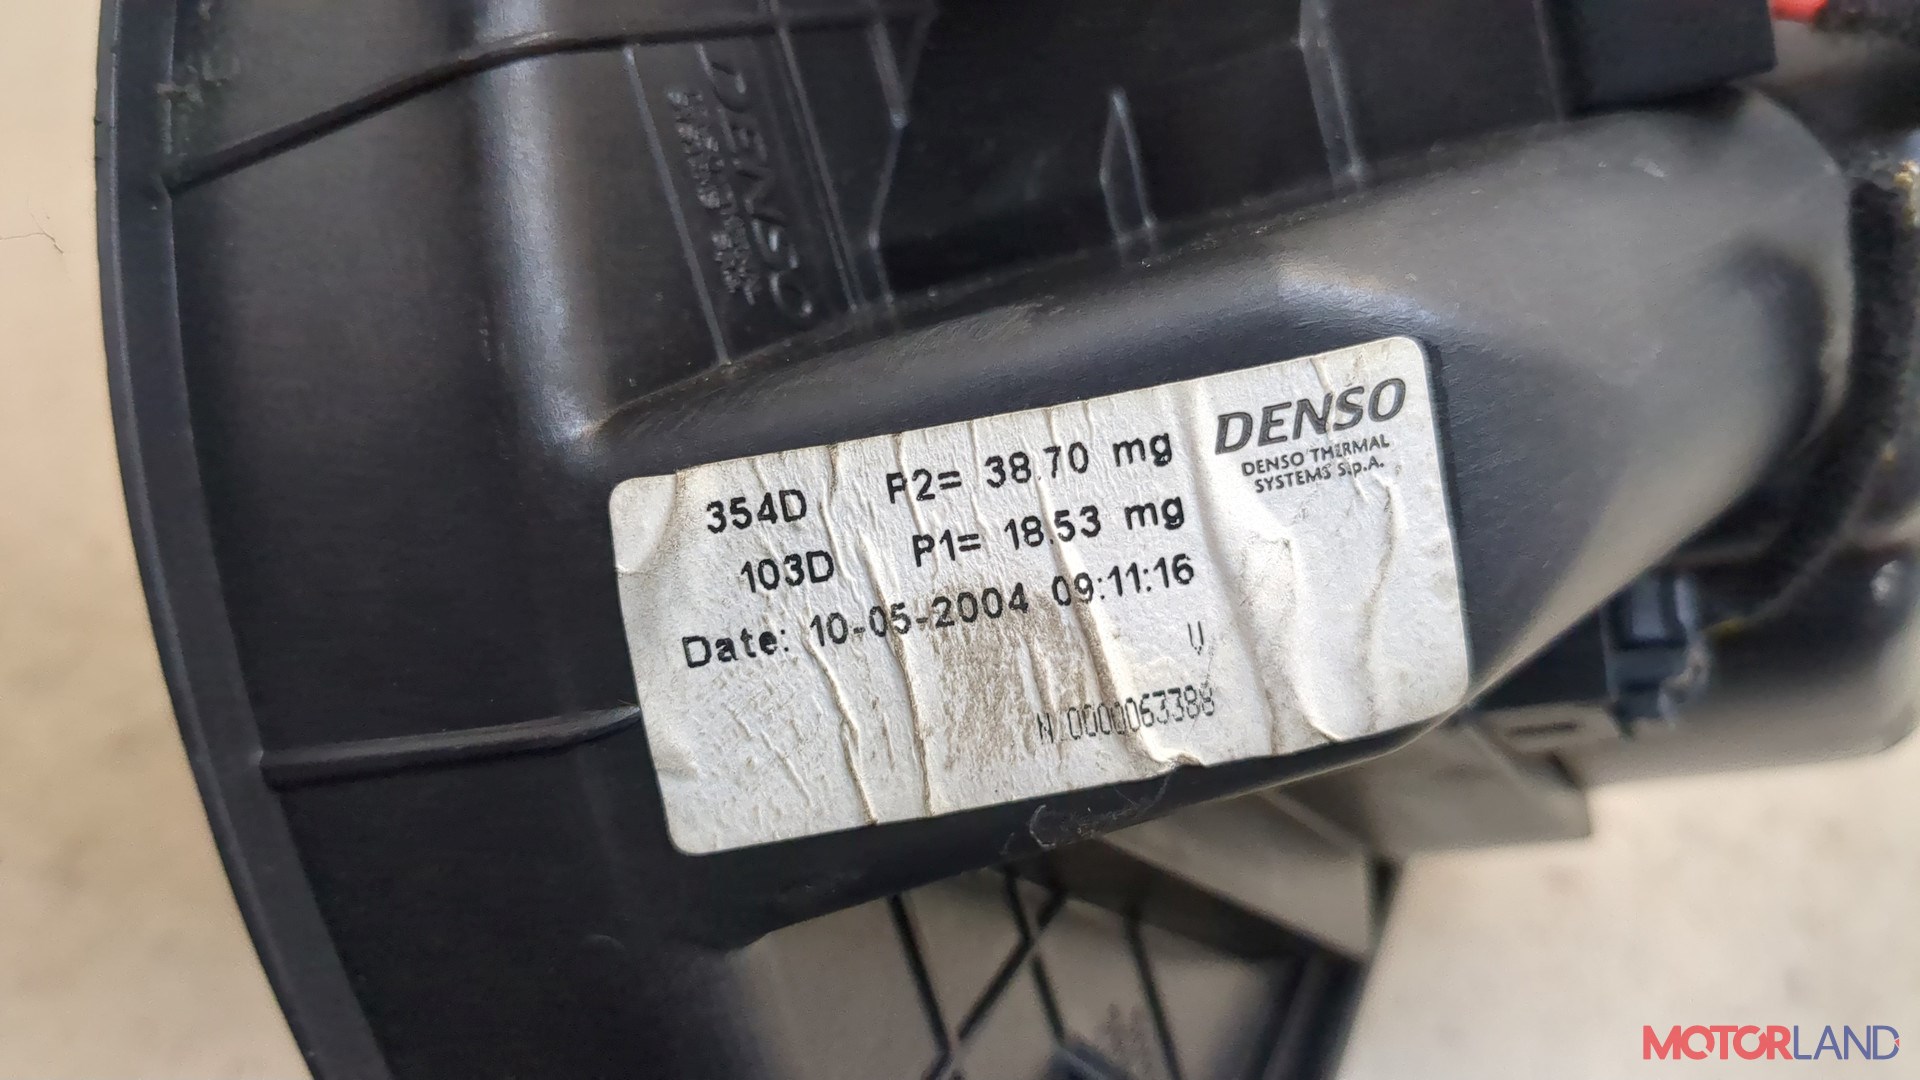 DENSO
354D P2= 38.70 mg
103D P1= 18.53 mg
Date: 10-05-2004 09:11:16
V
N 0000063388
DENSO
DENSO THERMAL
SYSTEMS S.p.A.
MOTORLAND